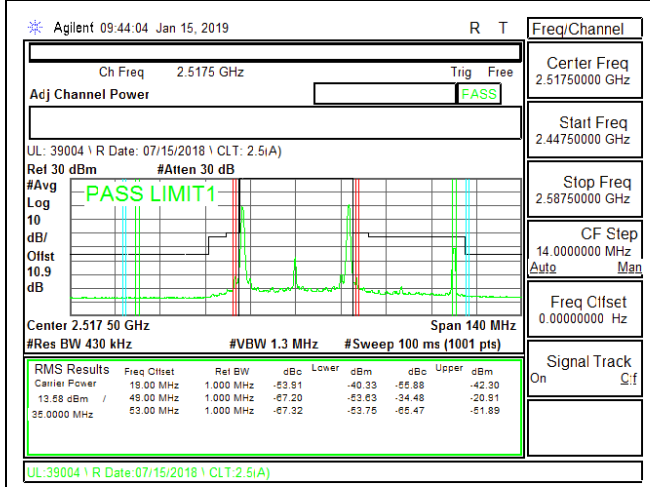 Agilent 09:44:04 Jan 15, 2019 R T
Freq/Channel
Ch Freq 2.5175 GHz Trig Free
Adj Channel Power PASS
Center Freq
2.51750000 GHz
Start Freq
2.44750000 GHz
Stop Freq
2.58750000 GHz
CF Step
14.0000000 MHz
Auto Man
Freq Offset
0.00000000 Hz
Signal Track
On Off
UL: 39004 \ R Date: 07/15/2018 \ CLT: 2.5rA)
Ref 30 dBm #Atten 30 dB
#Avg
Log
10
dB/
Offst
10.9
dB
PASS LIMIT1
Center 2.517 50 GHz Span 140 MHz
#Res BW 430 kHz #VBW 1.3 MHz #Sweep 100 ms (1001 pts)
RMS Results Freq Offset Ref BW dBc Lower dBm dBc Upper dBm
Carrier Power 19.00 MHz 1.000 MHz -53.91 -40.33 -55.88 -42.30
13.58 dBm / 49.00 MHz 1.000 MHz -67.20 -53.63 -34.48 -20.91
35.0000 MHz 53.00 MHz 1.000 MHz -67.32 -53.75 -65.47 -51.89
UL:39004 \ R Date:07/15/2018 \ CLT:2.5rA)